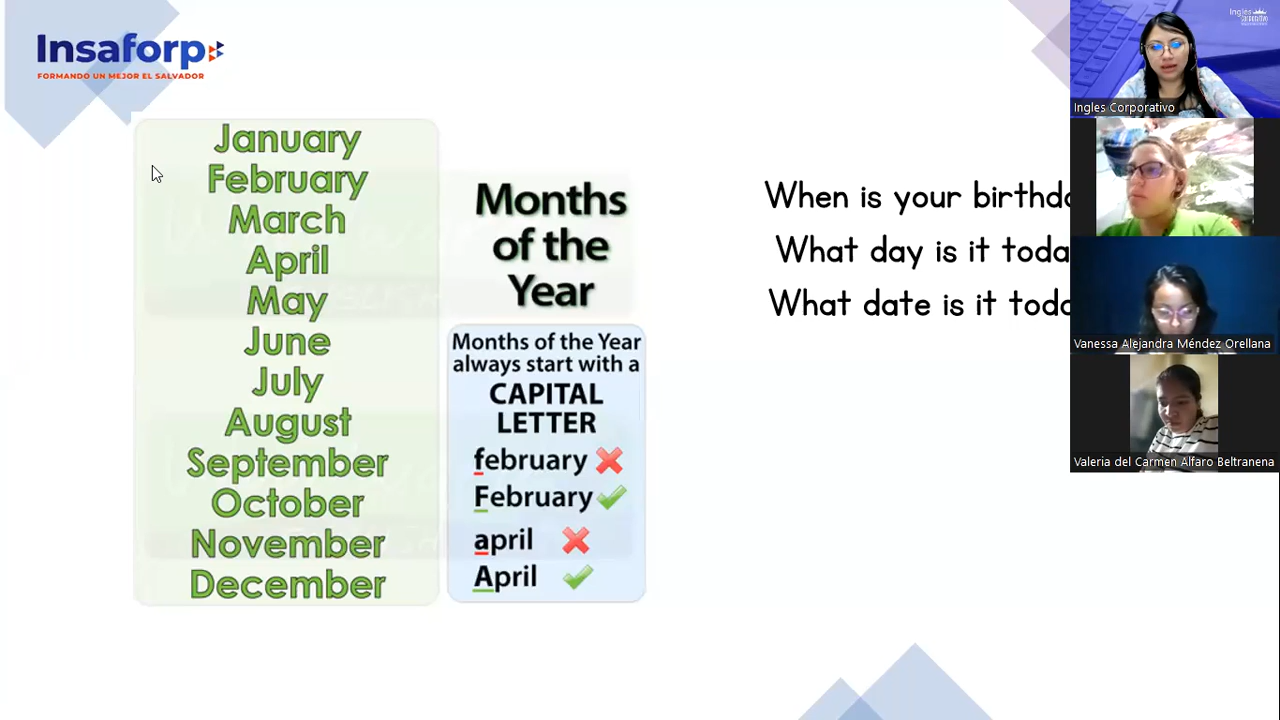 Insaforp
FORMANDO UN MEJOR EL SALVADOR
January
February
March
April
May
June
July
August
September
October
November
December
Months
of the
Year
Months of the Year
always start with a
CAPITAL
LETTER
february
February
april
April
When is your birthda
What day is it toda
What date is it toda
Ingles Corporativo
Vanessa Alejandra Méndez Orellana
Valeria del Carmen Alfaro Beltranena